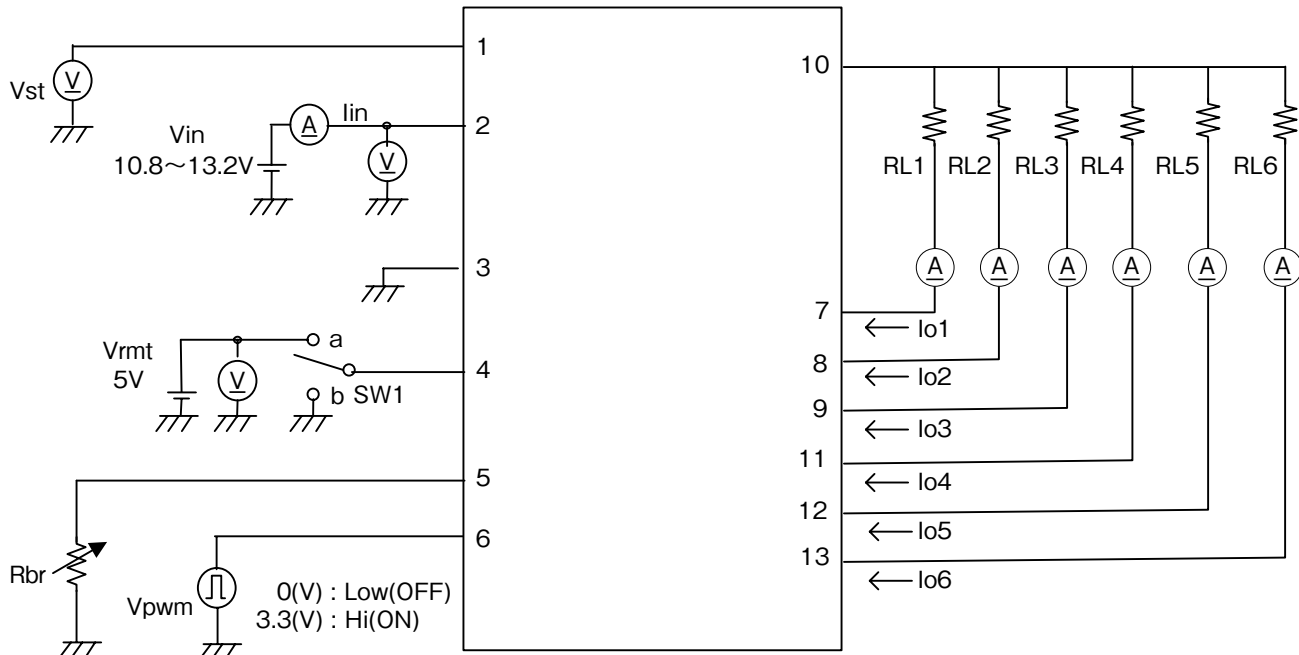 1
10
Vst
V
Iin
A
2
Vin
10.8～13.2V
V
RL1
RL2
RL3
RL4
RL5
RL6
3
A
A
A
A
A
A
7
Io1
a
Vrmt
5V
V
4
8
Io2
b SW1
9
Io3
5
11
Io4
12
Io5
6
13
Io6
Rbr
Vpwm
0(V) : Low(OFF)
3.3(V) : Hi(ON)